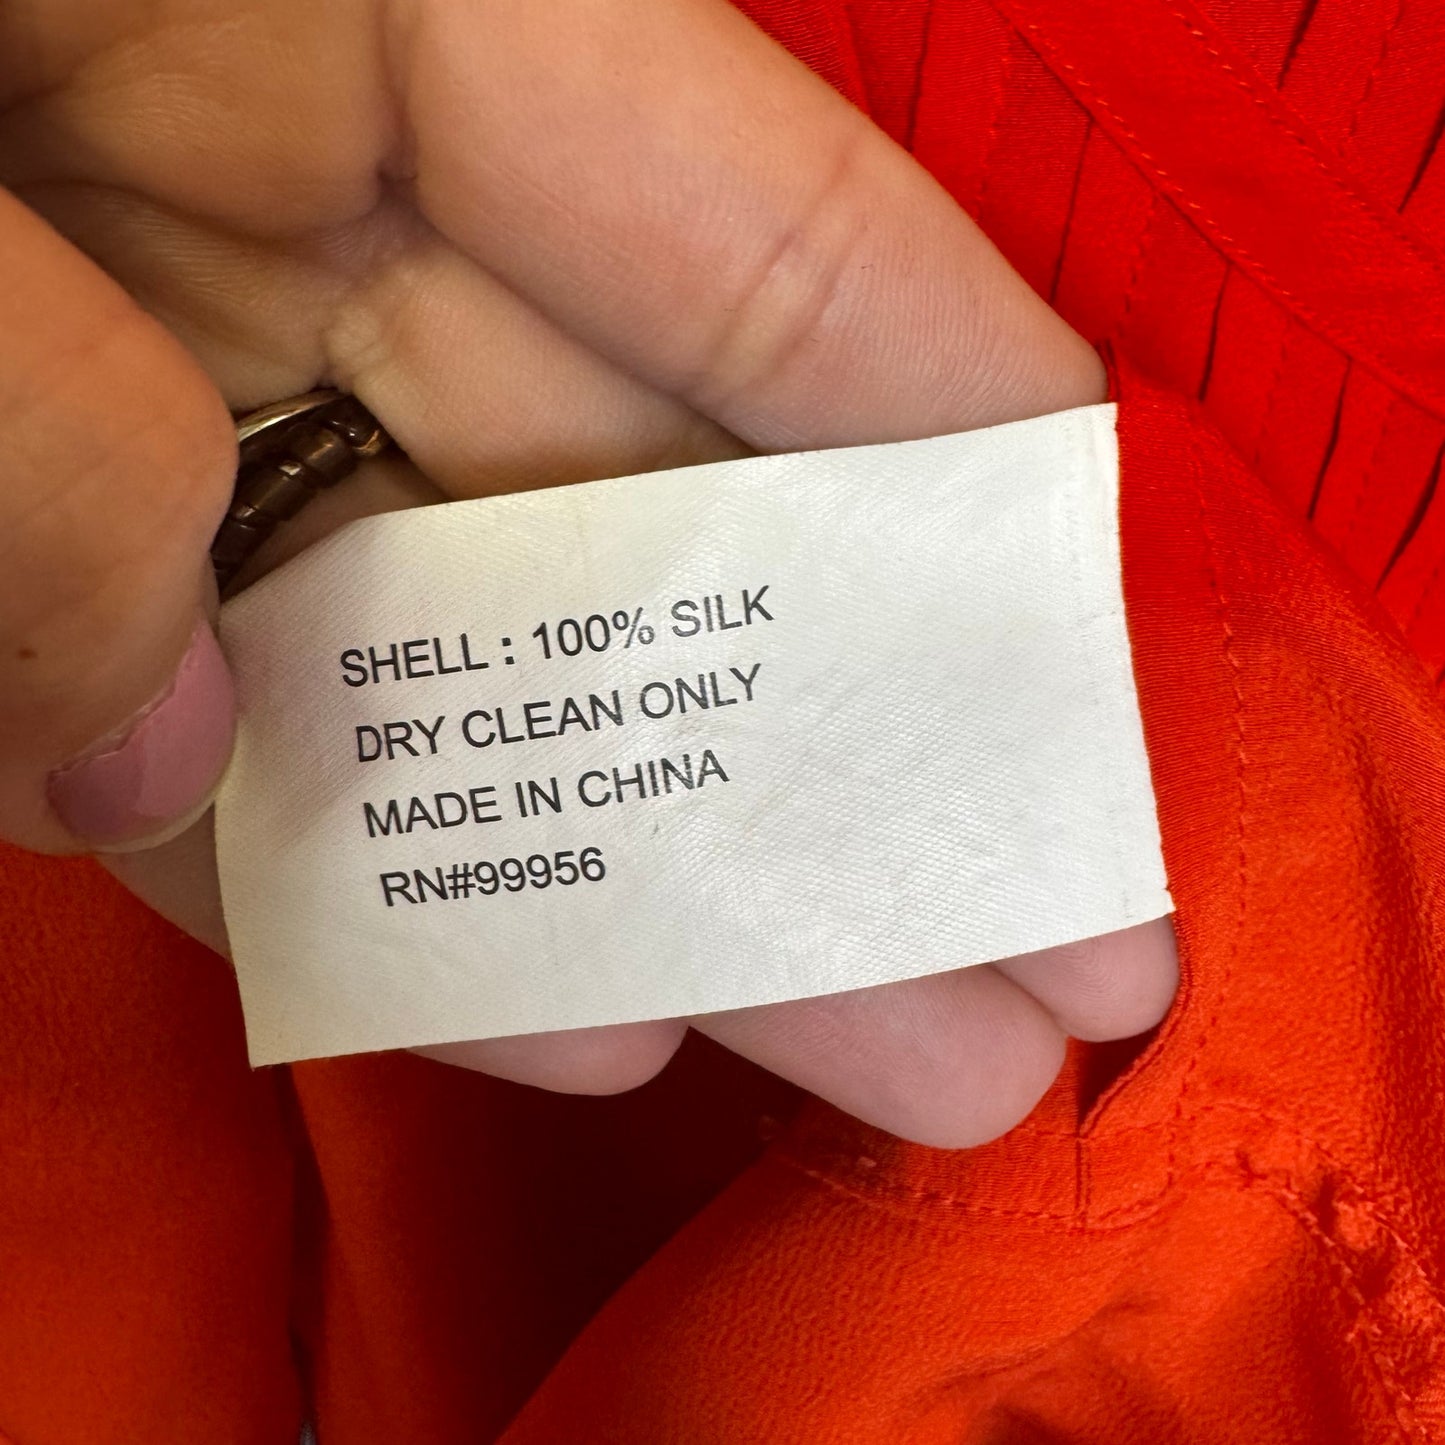 SHELL : 100% SILK
DRY CLEAN ONLY
MADE IN CHINA
RN#99956